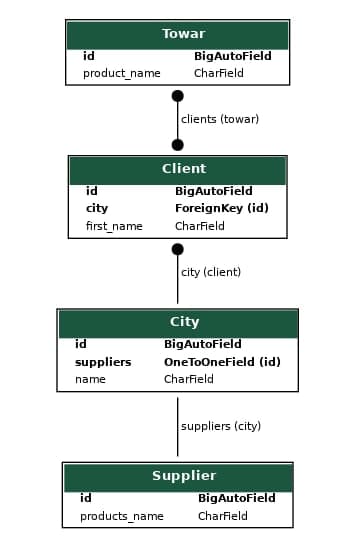 Towar
id BigAutoField
product_name CharField
clients (towar)
Client
id BigAutoField
city ForeignKey (id)
first_name CharField
city (client)
City
id BigAutoField
suppliers OneToOneField (id)
name CharField
suppliers (city)
Supplier
id BigAutoField
products_name CharField